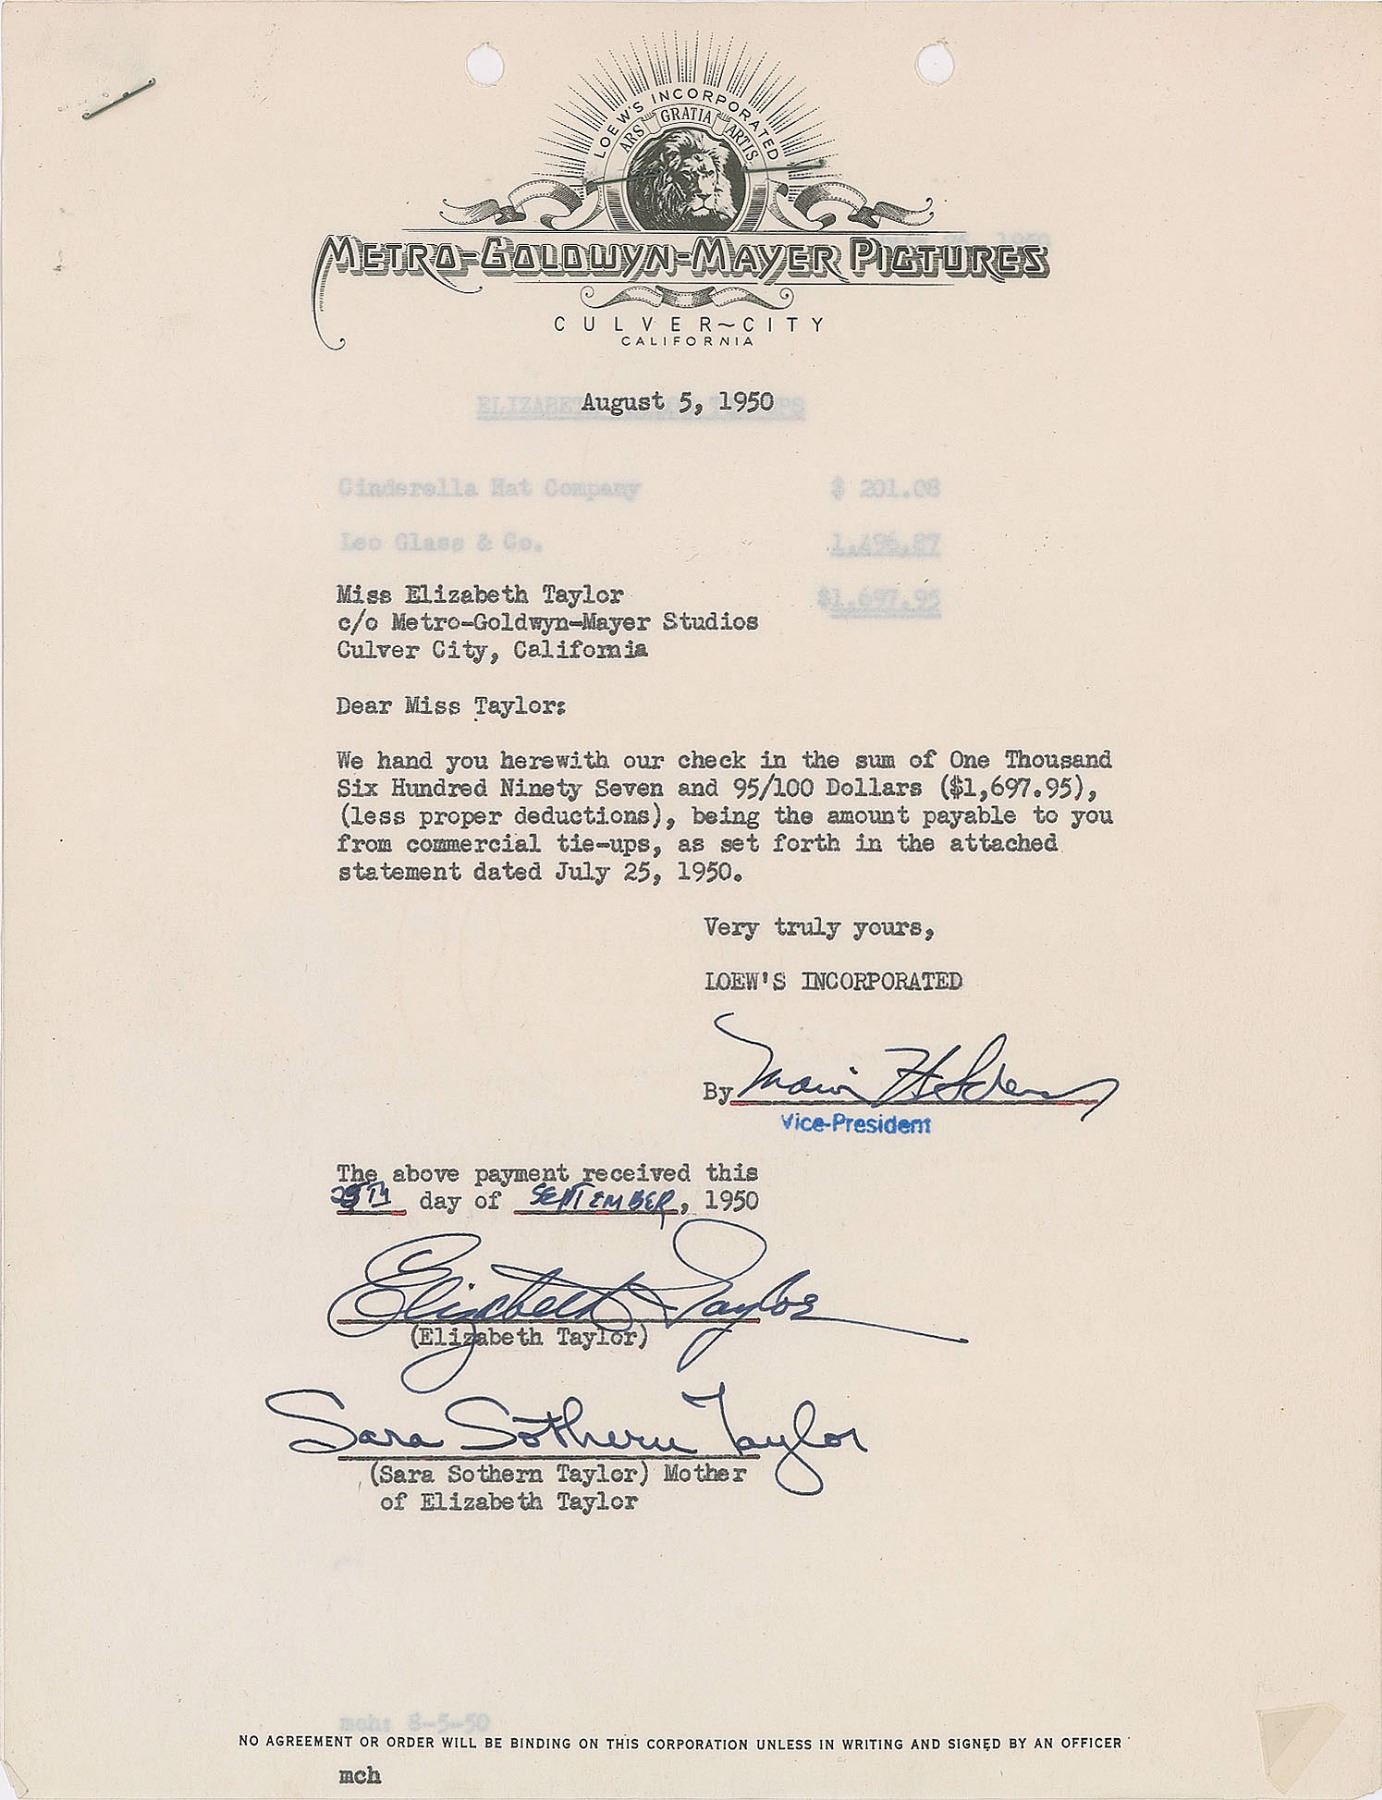 LOEW'S INCORPORATED
ARS GRATIA ARTIS
METRO-GOLDWYN-MAYER PICTURES
CULVER~CITY
CALIFORNIA
August 5, 1950
Cinderella Hat Company $ 201.08
Leo Glass & Co. 1,496.87
$1,697.95
Miss Elizabeth Taylor
c/o Metro-Goldwyn-Mayer Studios
Culver City, California
Dear Miss Taylor:
We hand you herewith our check in the sum of One Thousand
Six Hundred Ninety Seven and 95/100 Dollars ($1,697.95),
(less proper deductions), being the amount payable to you
from commercial tie-ups, as set forth in the attached
statement dated July 25, 1950.
Very truly yours,
LOEW'S INCORPORATED
By
Vice-President
The above payment received this
25TH day of SEPTEMBER, 1950
Elizabeth Taylor
(Elizabeth Taylor)
Sara Sothern Taylor
(Sara Sothern Taylor) Mother
of Elizabeth Taylor
mch: 8-5-50
NO AGREEMENT OR ORDER WILL BE BINDING ON THIS CORPORATION UNLESS IN WRITING AND SIGNED BY AN OFFICER
mch